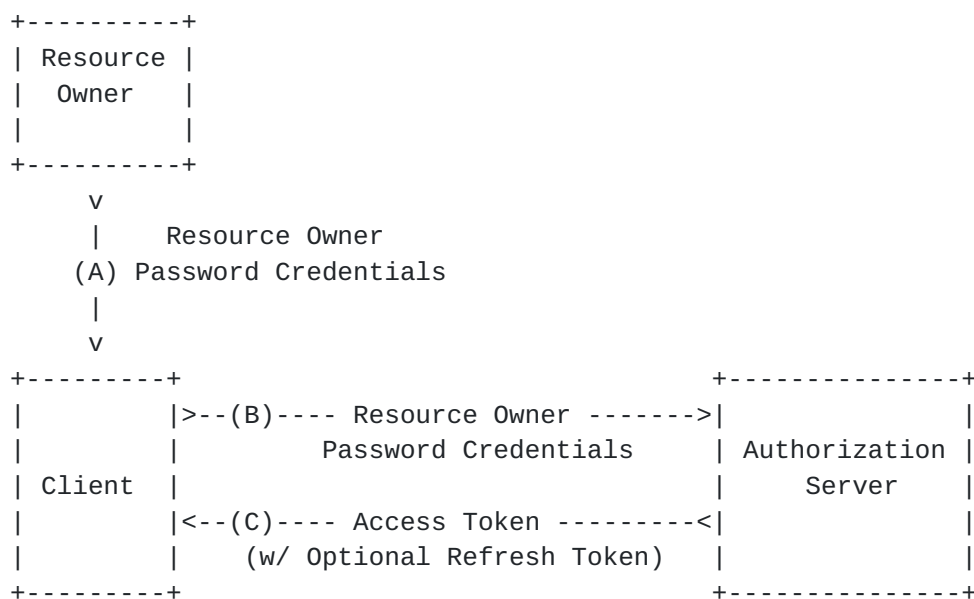 +----------+
| Resource |
|  Owner   |
|          |
+----------+
     v
     |    Resource Owner
    (A) Password Credentials
     |
     v
+---------+                                  +---------------+
|         |>--(B)---- Resource Owner ------->|               |
|         |         Password Credentials     | Authorization |
| Client  |                                  |     Server    |
|         |<--(C)---- Access Token ---------<|               |
|         |    (w/ Optional Refresh Token)   |               |
+---------+                                  +---------------+